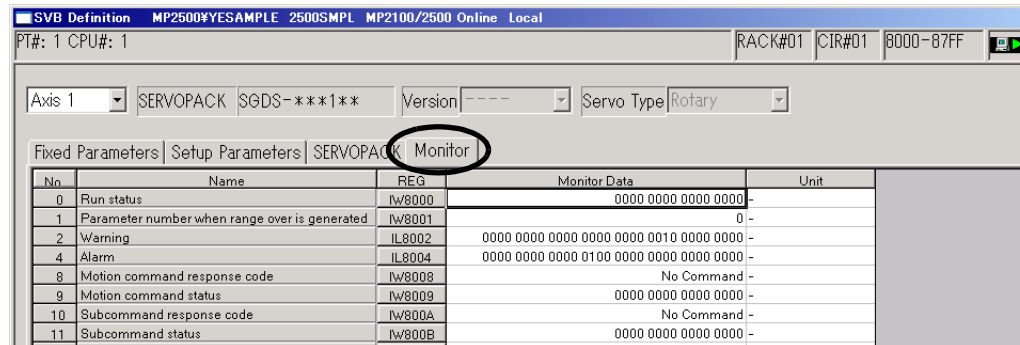 SVB Definition MP2500¥YESAMPLE 2500SMPL MP2100/2500 Online Local
PT#: 1 CPU#: 1 RACK#01 CIR#01 8000-87FF
Axis 1 SERVOPACK SGDS-***1** Version ---- Servo Type Rotary
Fixed Parameters Setup Parameters SERVOPACK Monitor
No Name REG Monitor Data Unit
0 Run status IW8000 0000 0000 0000 0000 -
1 Parameter number when range over is generated IW8001 0 -
2 Warning IL8002 0000 0000 0000 0000 0000 0010 0000 0000 -
4 Alarm IL8004 0000 0000 0000 0100 0000 0000 0000 0000 -
8 Motion command response code IW8008 No Command -
9 Motion command status IW8009 0000 0000 0000 0000 -
10 Subcommand response code IW800A No Command -
11 Subcommand status IW800B 0000 0000 0000 0000 -